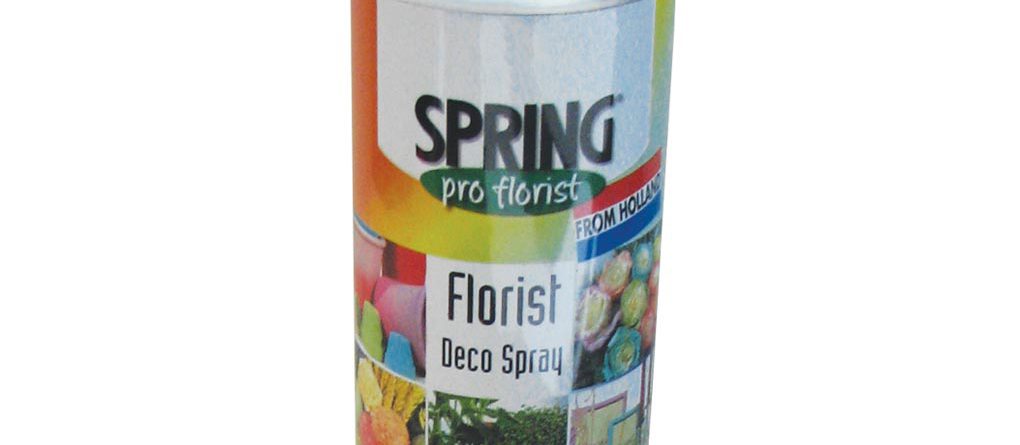 SPRING
pro florist
FROM HOLLAND
Florist
Deco Spray